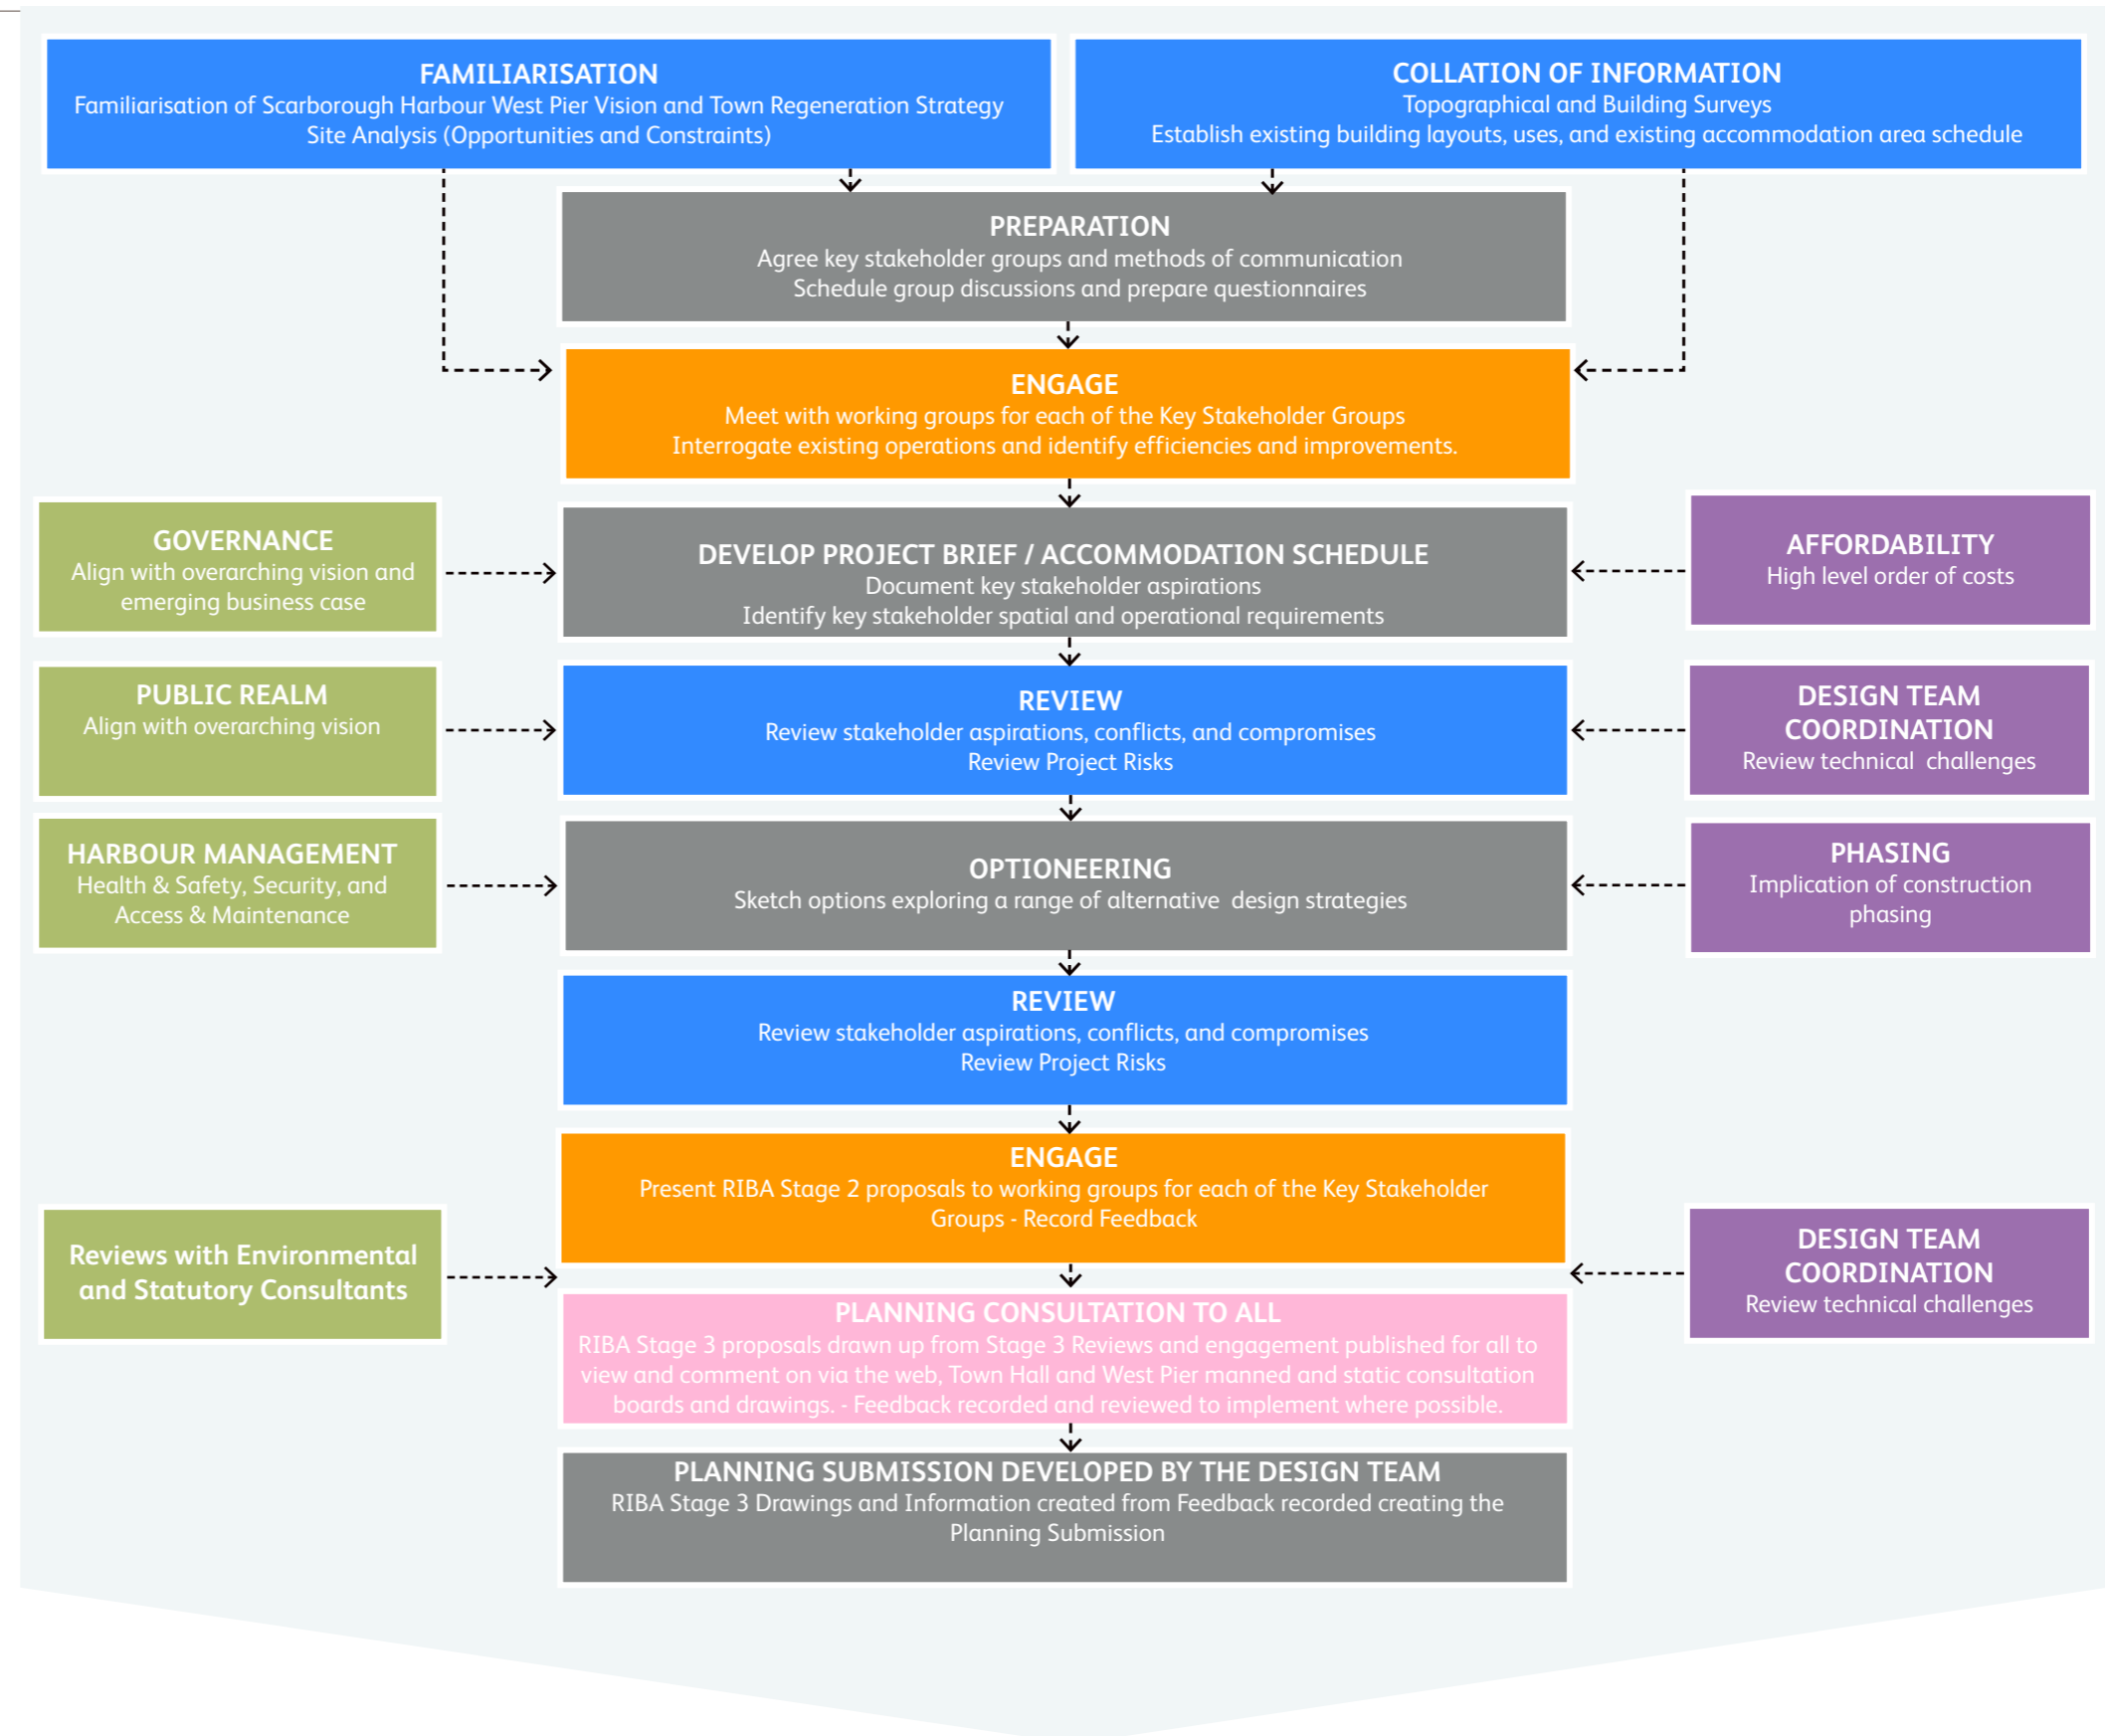 FAMILIARISATION
Familiarisation of Scarborough Harbour West Pier Vision and Town Regeneration Strategy
Site Analysis (Opportunities and Constraints)
COLLATION OF INFORMATION
Topographical and Building Surveys
Establish existing building layouts, uses, and existing accommodation area schedule
PREPARATION
Agree key stakeholder groups and methods of communication
Schedule group discussions and prepare questionnaires
ENGAGE
Meet with working groups for each of the Key Stakeholder Groups
Interrogate existing operations and identify efficiencies and improvements.
GOVERNANCE
Align with overarching vision and
emerging business case
DEVELOP PROJECT BRIEF / ACCOMMODATION SCHEDULE
Document key stakeholder aspirations
Identify key stakeholder spatial and operational requirements
AFFORDABILITY
High level order of costs
PUBLIC REALM
Align with overarching vision
REVIEW
Review stakeholder aspirations, conflicts, and compromises
Review Project Risks
DESIGN TEAM
COORDINATION
Review technical challenges
HARBOUR MANAGEMENT
Health & Safety, Security, and
Access & Maintenance
OPTIONEERING
Sketch options exploring a range of alternative design strategies
PHASING
Implication of construction
phasing
REVIEW
Review stakeholder aspirations, conflicts, and compromises
Review Project Risks
ENGAGE
Present RIBA Stage 2 proposals to working groups for each of the Key Stakeholder
Groups - Record Feedback
Reviews with Environmental
and Statutory Consultants
DESIGN TEAM
COORDINATION
Review technical challenges
PLANNING CONSULTATION TO ALL
RIBA Stage 3 proposals drawn up from Stage 3 Reviews and engagement published for all to
view and comment on via the web, Town Hall and West Pier manned and static consultation
boards and drawings. - Feedback recorded and reviewed to implement where possible.
PLANNING SUBMISSION DEVELOPED BY THE DESIGN TEAM
RIBA Stage 3 Drawings and Information created from Feedback recorded creating the
Planning Submission